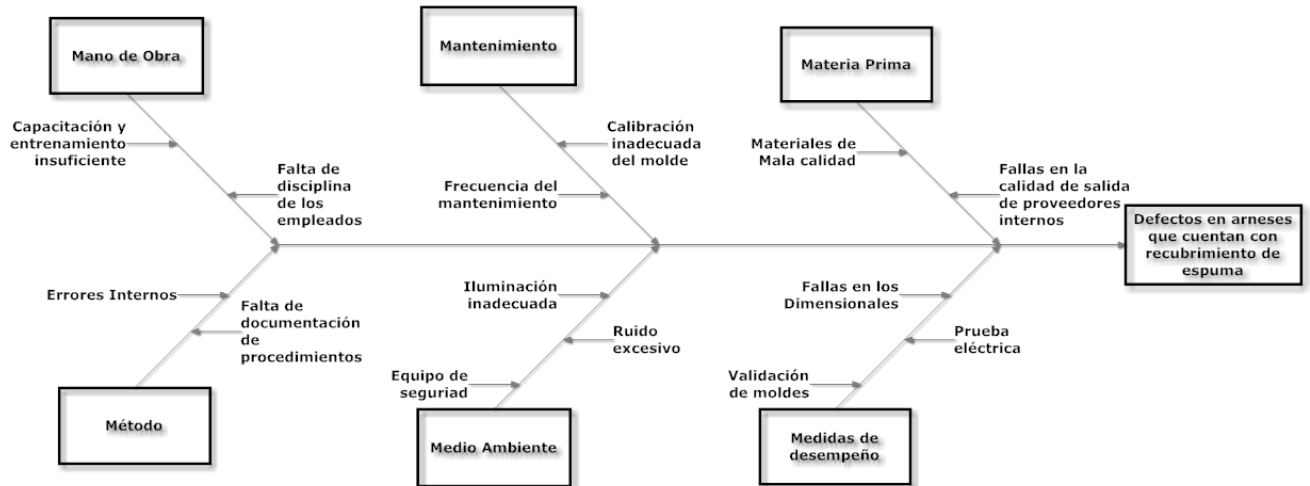 Mano de Obra
Mantenimiento
Materia Prima
Capacitación y
entrenamiento
insuficiente
Falta de
disciplina
de los
empleados
Calibración
inadecuada
del molde
Frecuencia del
mantenimiento
Materiales de
Mala calidad
Fallas en la
calidad de salida
de proveedores
internos
Defectos en arneses
que cuentan con
recubrimiento de
espuma
Errores Internos
Falta de
documentación
de
procedimientos
Iluminación
inadecuada
Ruido
excesivo
Equipo de
seguriad
Fallas en los
Dimensionales
Prueba
eléctrica
Validación
de moldes
Método
Medio Ambiente
Medidas de
desempeño